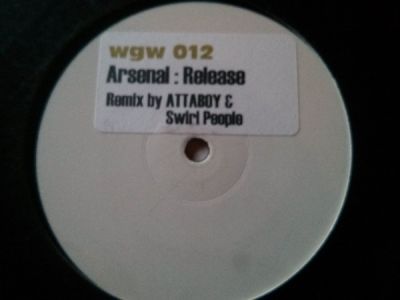 wgw 012
Arsenal : Release
Remix by ATTABOY &
Swirl People